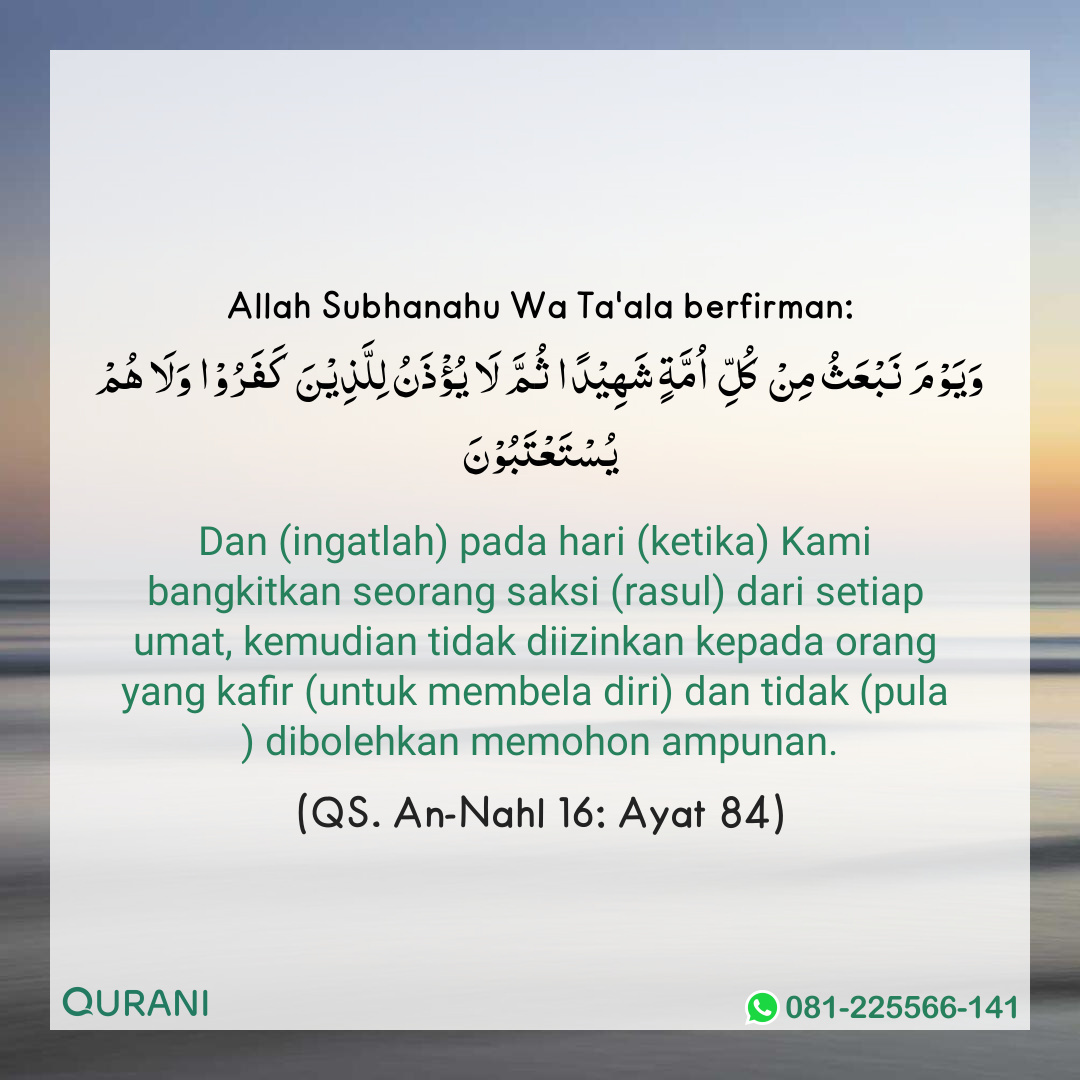 Allah Subhanahu Wa Ta'ala berfirman:
وَيَوْمَ نَـبْعَثُ مِنْ كُلِّ اُمَّةٍ شَهِيْدًا ثُمَّ لَا يُؤْذَنُ لِلَّذِيْنَ كَفَرُوْا وَلَا هُمْ
يُسْتَعْتَبُوْنَ
Dan (ingatlah) pada hari (ketika) Kami
bangkitkan seorang saksi (rasul) dari setiap
umat, kemudian tidak diizinkan kepada orang
yang kafir (untuk membela diri) dan tidak (pula
) dibolehkan memohon ampunan.
(QS. An-Nahl 16: Ayat 84)
QURANI
081-225566-141